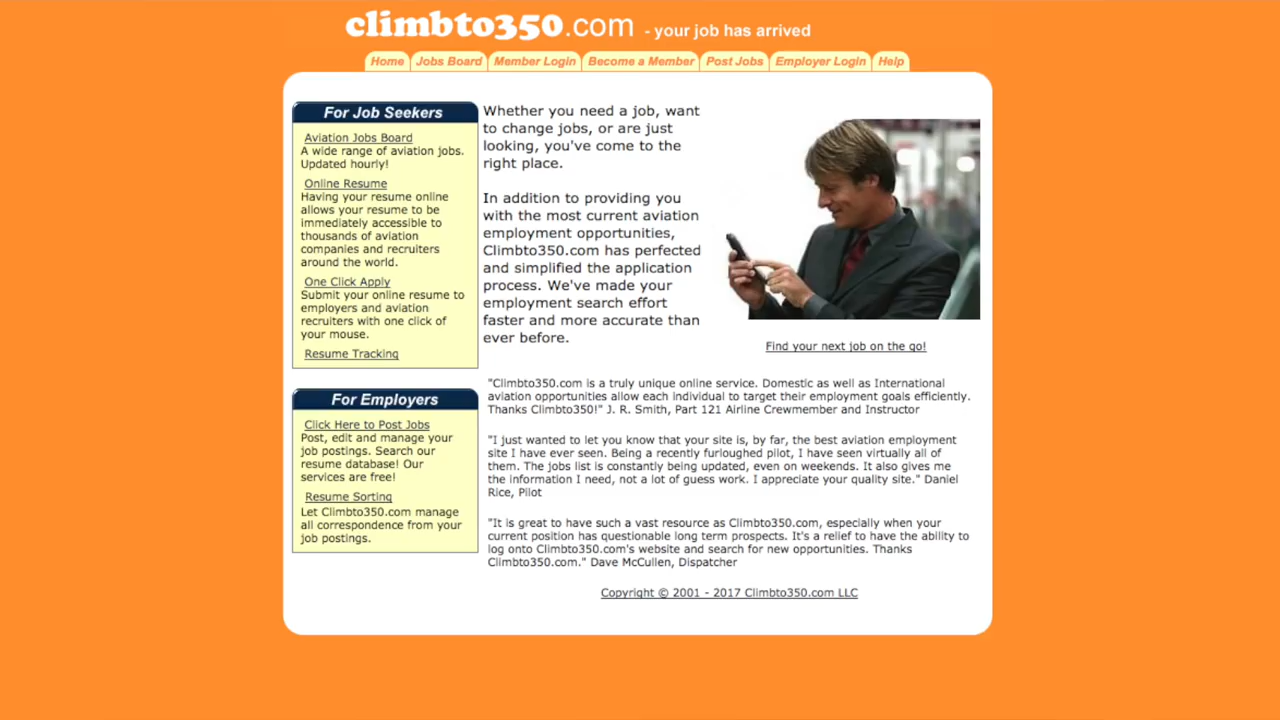 climbto350.com - your job has arrived
Home Jobs Board Member Login Become a Member Post Jobs Employer Login Help
For Job Seekers
Aviation Jobs Board
A wide range of aviation jobs.
Updated hourly!
Online Resume
Having your resume online
allows your resume to be
immediately accessible to
thousands of aviation
companies and recruiters
around the world.
One Click Apply
Submit your online resume to
employers and aviation
recruiters with one click of
your mouse.
Resume Tracking
For Employers
Click Here to Post Jobs
Post, edit and manage your
job postings. Search our
resume database! Our
services are free!
Resume Sorting
Let Climbto350.com manage
all correspondence from your
job postings.
Whether you need a job, want
to change jobs, or are just
looking, you've come to the
right place.
In addition to providing you
with the most current aviation
employment opportunities,
Climbto350.com has perfected
and simplified the application
process. We've made your
employment search effort
faster and more accurate than
ever before.
Find your next job on the go!
"Climbto350.com is a truly unique online service. Domestic as well as International
aviation opportunities allow each individual to target their employment goals efficiently.
Thanks Climbto350!" J. R. Smith, Part 121 Airline Crewmember and Instructor
"I just wanted to let you know that your site is, by far, the best aviation employment
site I have ever seen. Being a recently furloughed pilot, I have seen virtually all of
them. The jobs list is constantly being updated, even on weekends. It also gives me
the information I need, not a lot of guess work. I appreciate your quality site." Daniel
Rice, Pilot
"It is great to have such a vast resource as Climbto350.com, especially when your
current position has questionable long term prospects. It's a relief to have the ability to
log onto Climbto350.com's website and search for new opportunities. Thanks
Climbto350.com." Dave McCullen, Dispatcher
Copyright © 2001 - 2017 Climbto350.com LLC